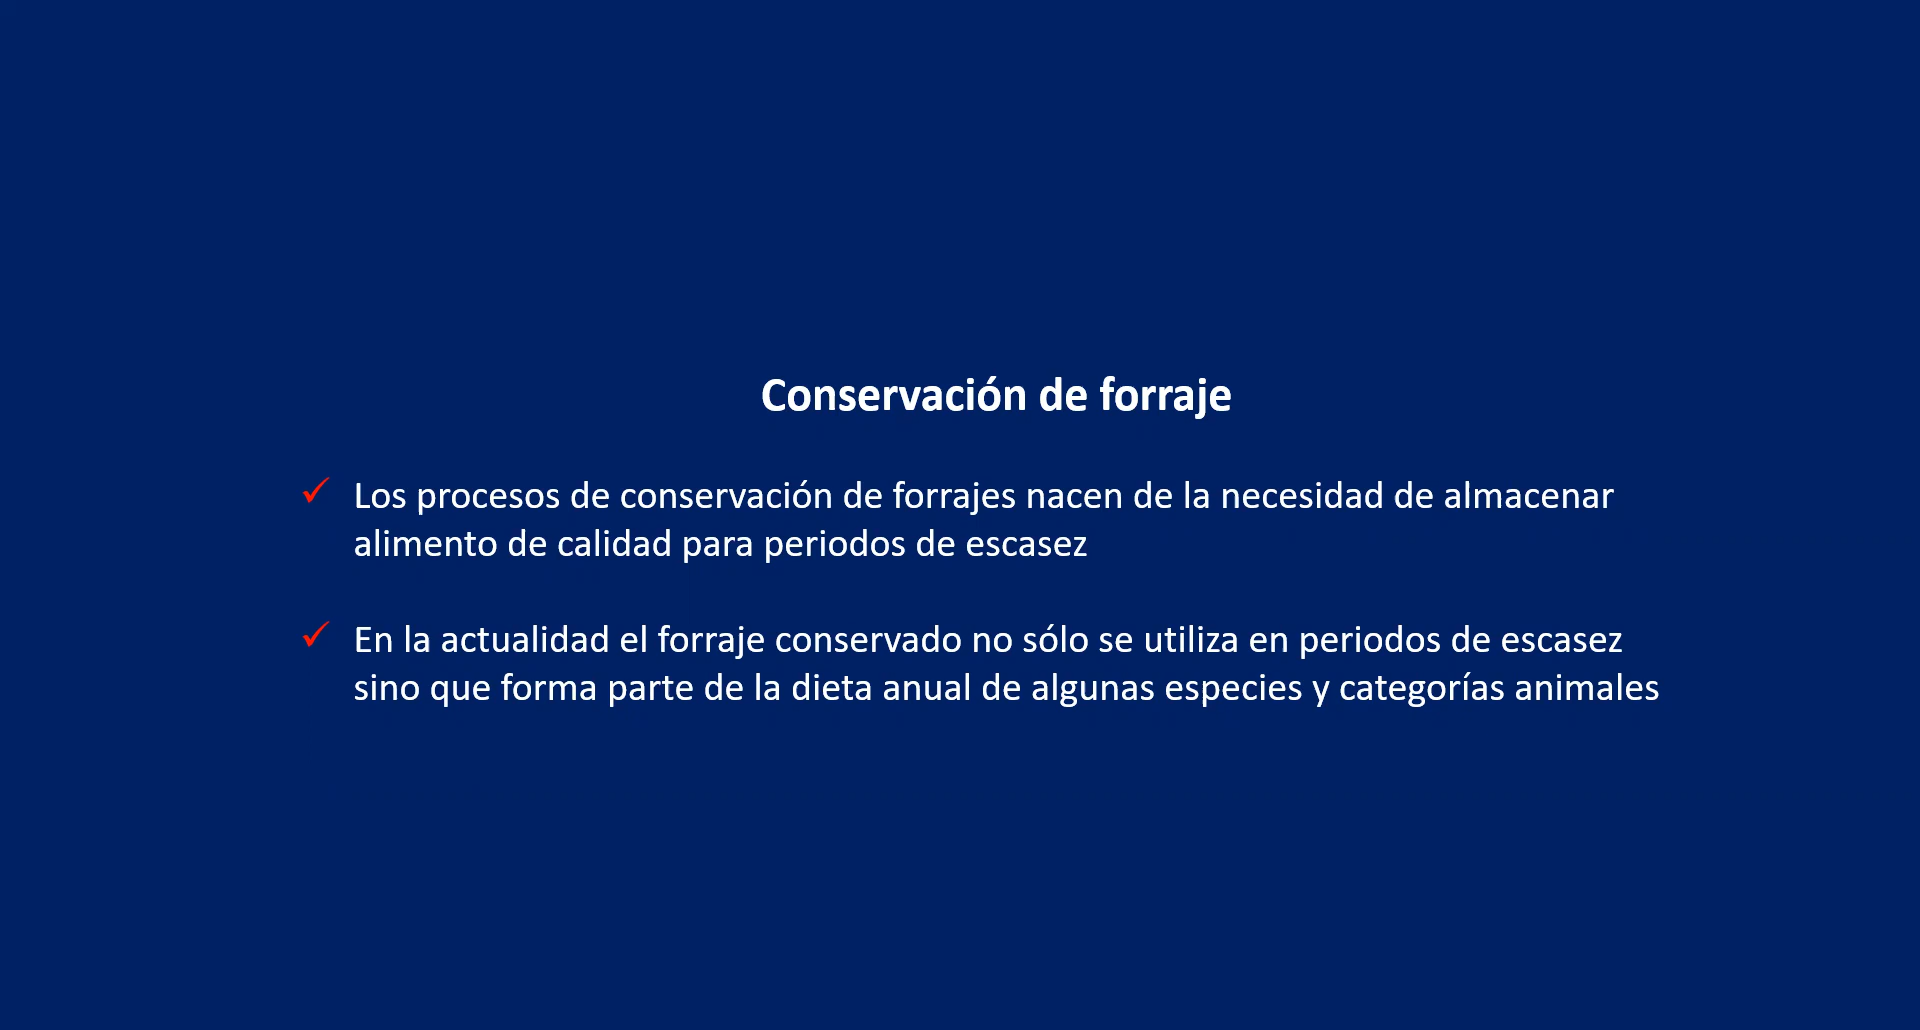 Conservación de forraje
✓ Los procesos de conservación de forrajes nacen de la necesidad de almacenar
alimento de calidad para periodos de escasez
✓ En la actualidad el forraje conservado no sólo se utiliza en periodos de escasez
sino que forma parte de la dieta anual de algunas especies y categorías animales